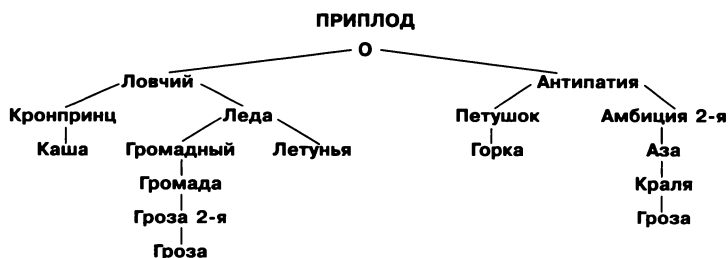 ПРИПЛОД
О
Ловчий Антипатия
Кронпринц Леда Петушок Амбиция 2-я
Каша Громадный Летунья Горка Аза
Громада Краля
Гроза 2-я Гроза
Гроза